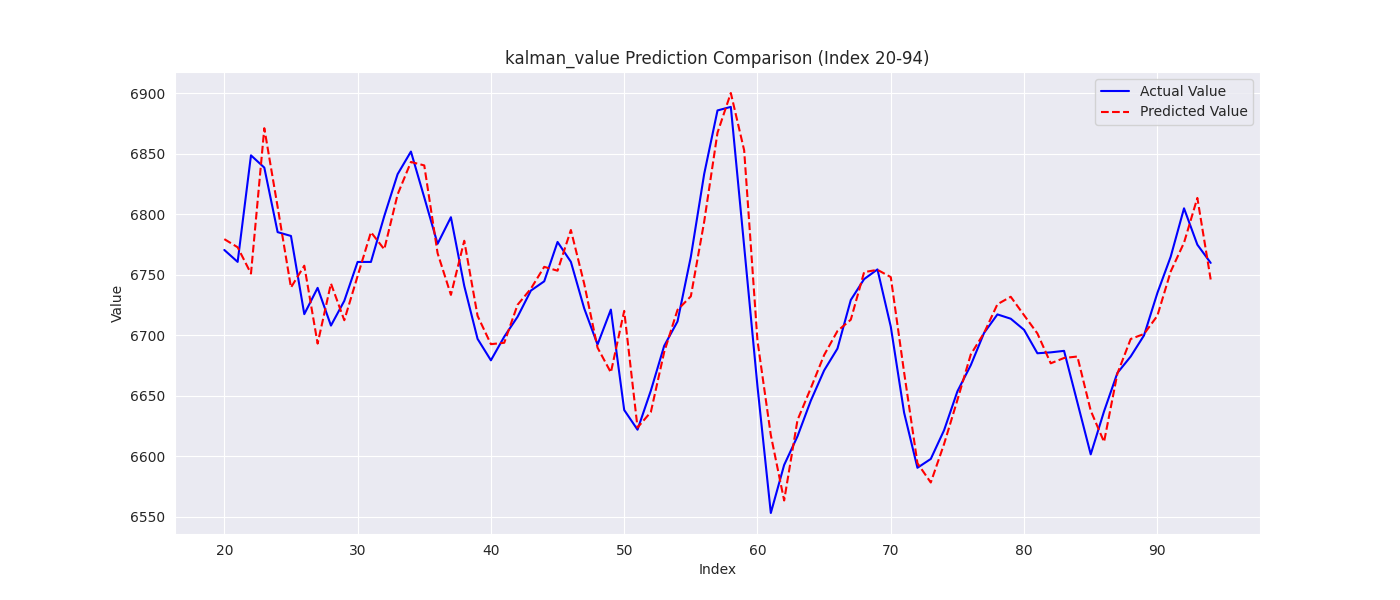 kalman_value Prediction Comparison (Index 20-94)
Actual Value
Predicted Value
6900
6850
6800
6750
6700
6650
6600
6550
Value
20 30 40 50 60 70 80 90
Index